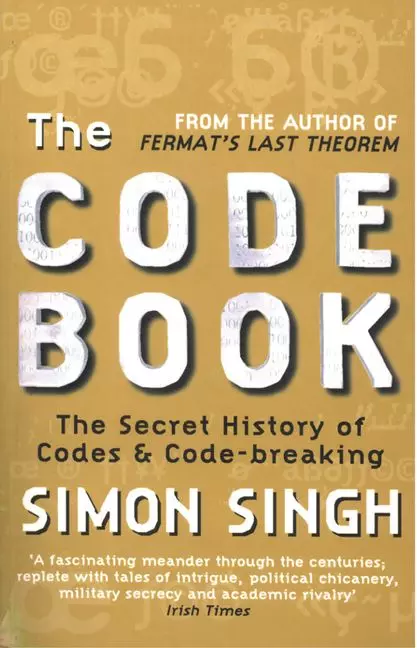 The
FROM THE AUTHOR OF
FERMAT'S LAST THEOREM
CODE
BOOK
The Secret History of
Codes & Code-breaking
SIMON SINGH
'A fascinating meander through the centuries;
replete with tales of intrigue, political chicanery,
military secrecy and academic rivalry'
Irish Times